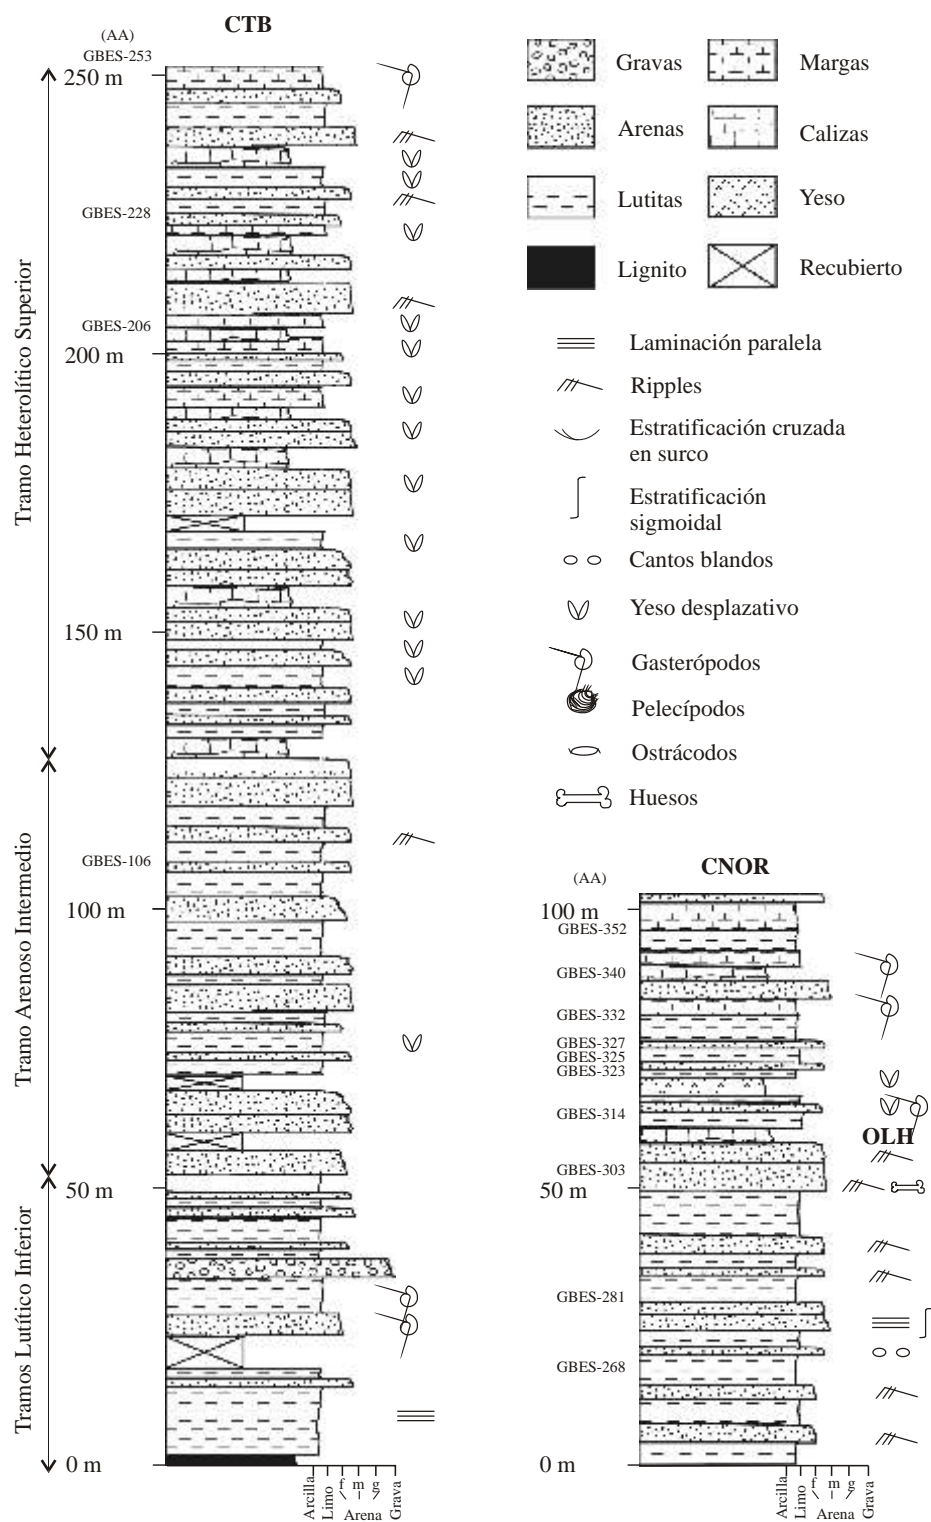 CTB
(AA)
GBES-253
250 m
GBES-228
GBES-206
200 m
150 m
GBES-106
100 m
50 m
0 m
Tramo Heterolítico Superior
Tramo Arenoso Intermedio
Tramos Lutítico Inferior
Arcilla
Limo
f m g
Arena
Grava
Gravas
Margas
Arenas
Calizas
Lutitas
Yeso
Lignito
Recubierto
Laminación paralela
Ripples
Estratificación cruzada
en surco
Estratificación
sigmoidal
Cantos blandos
Yeso desplazativo
Gasterópodos
Pelecípodos
Ostrácodos
Huesos
CNOR
(AA)
100 m
GBES-352
GBES-340
GBES-332
GBES-327
GBES-325
GBES-323
GBES-314
OLH
GBES-303
50 m
GBES-281
GBES-268
0 m
Arcilla
Limo
f m g
Arena
Grava